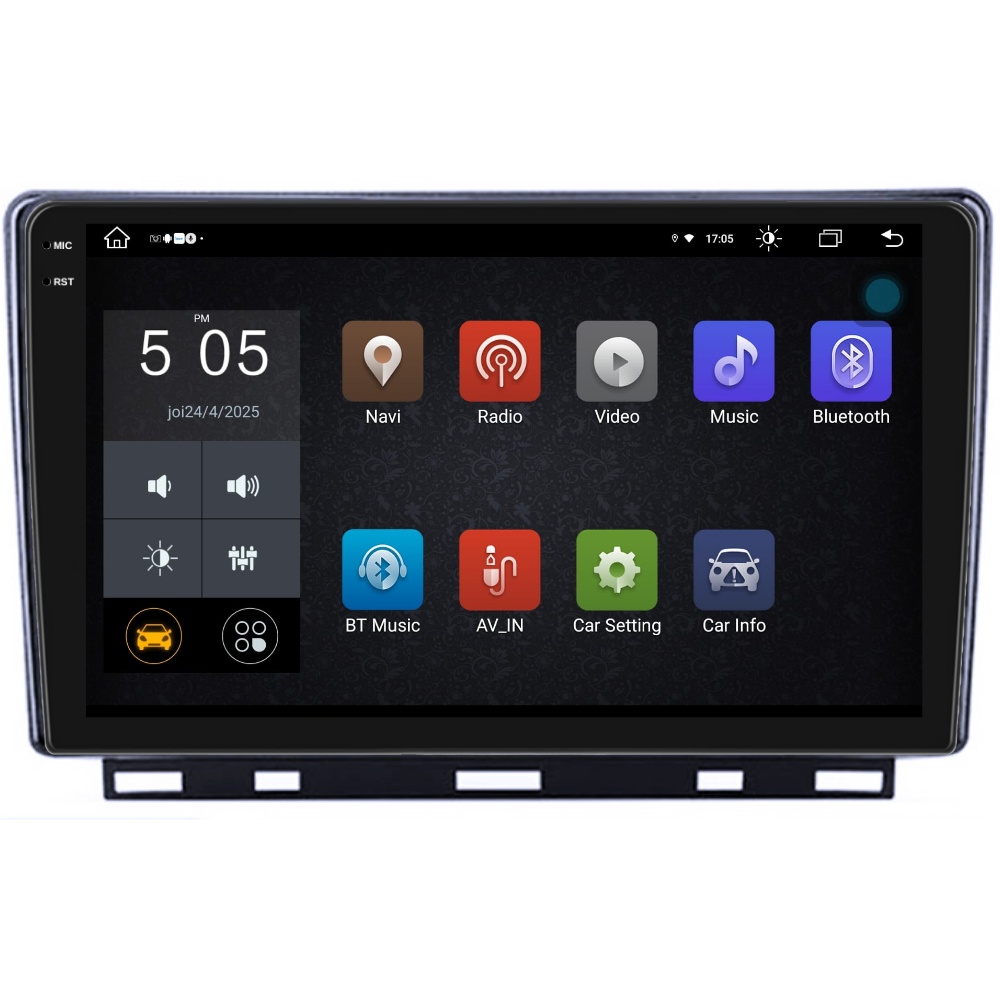 MIC
17:05
RST
PM
5 05
joi24/4/2025
Navi
Radio
Video
Music
Bluetooth
BT Music
AV_IN
Car Setting
Car Info